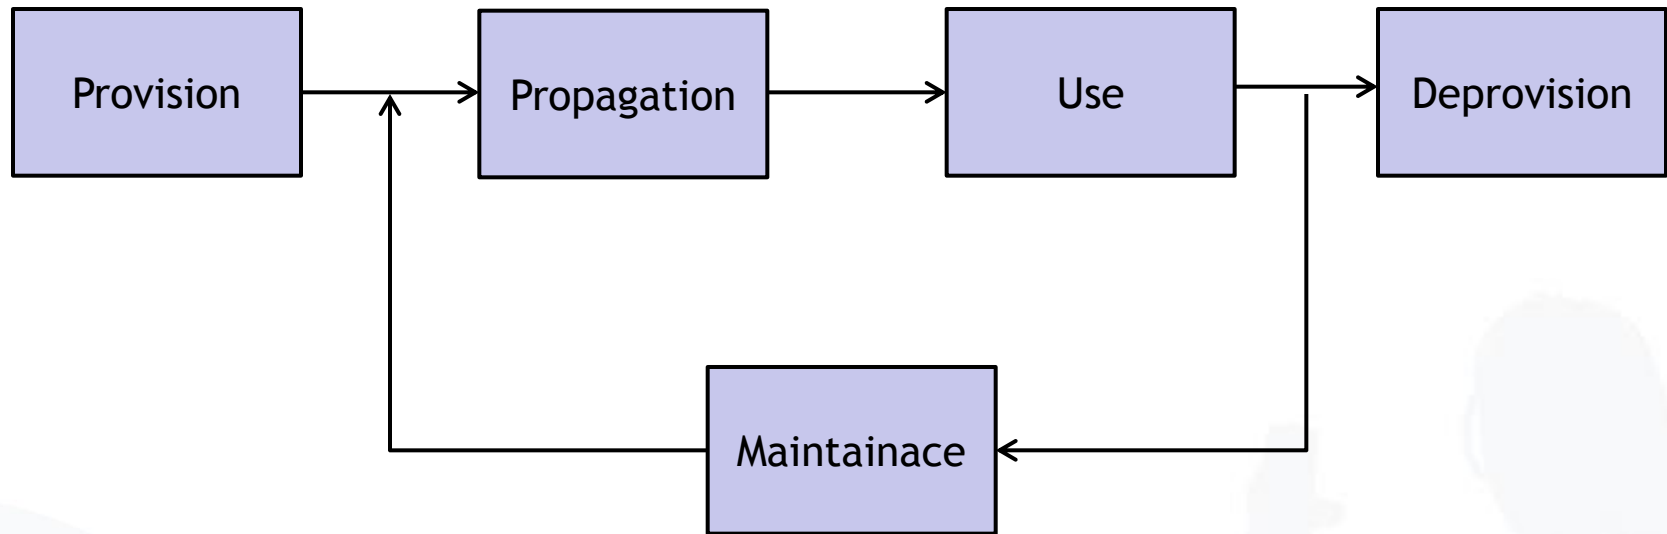 Provision
Propagation
Use
Deprovision
Maintainace